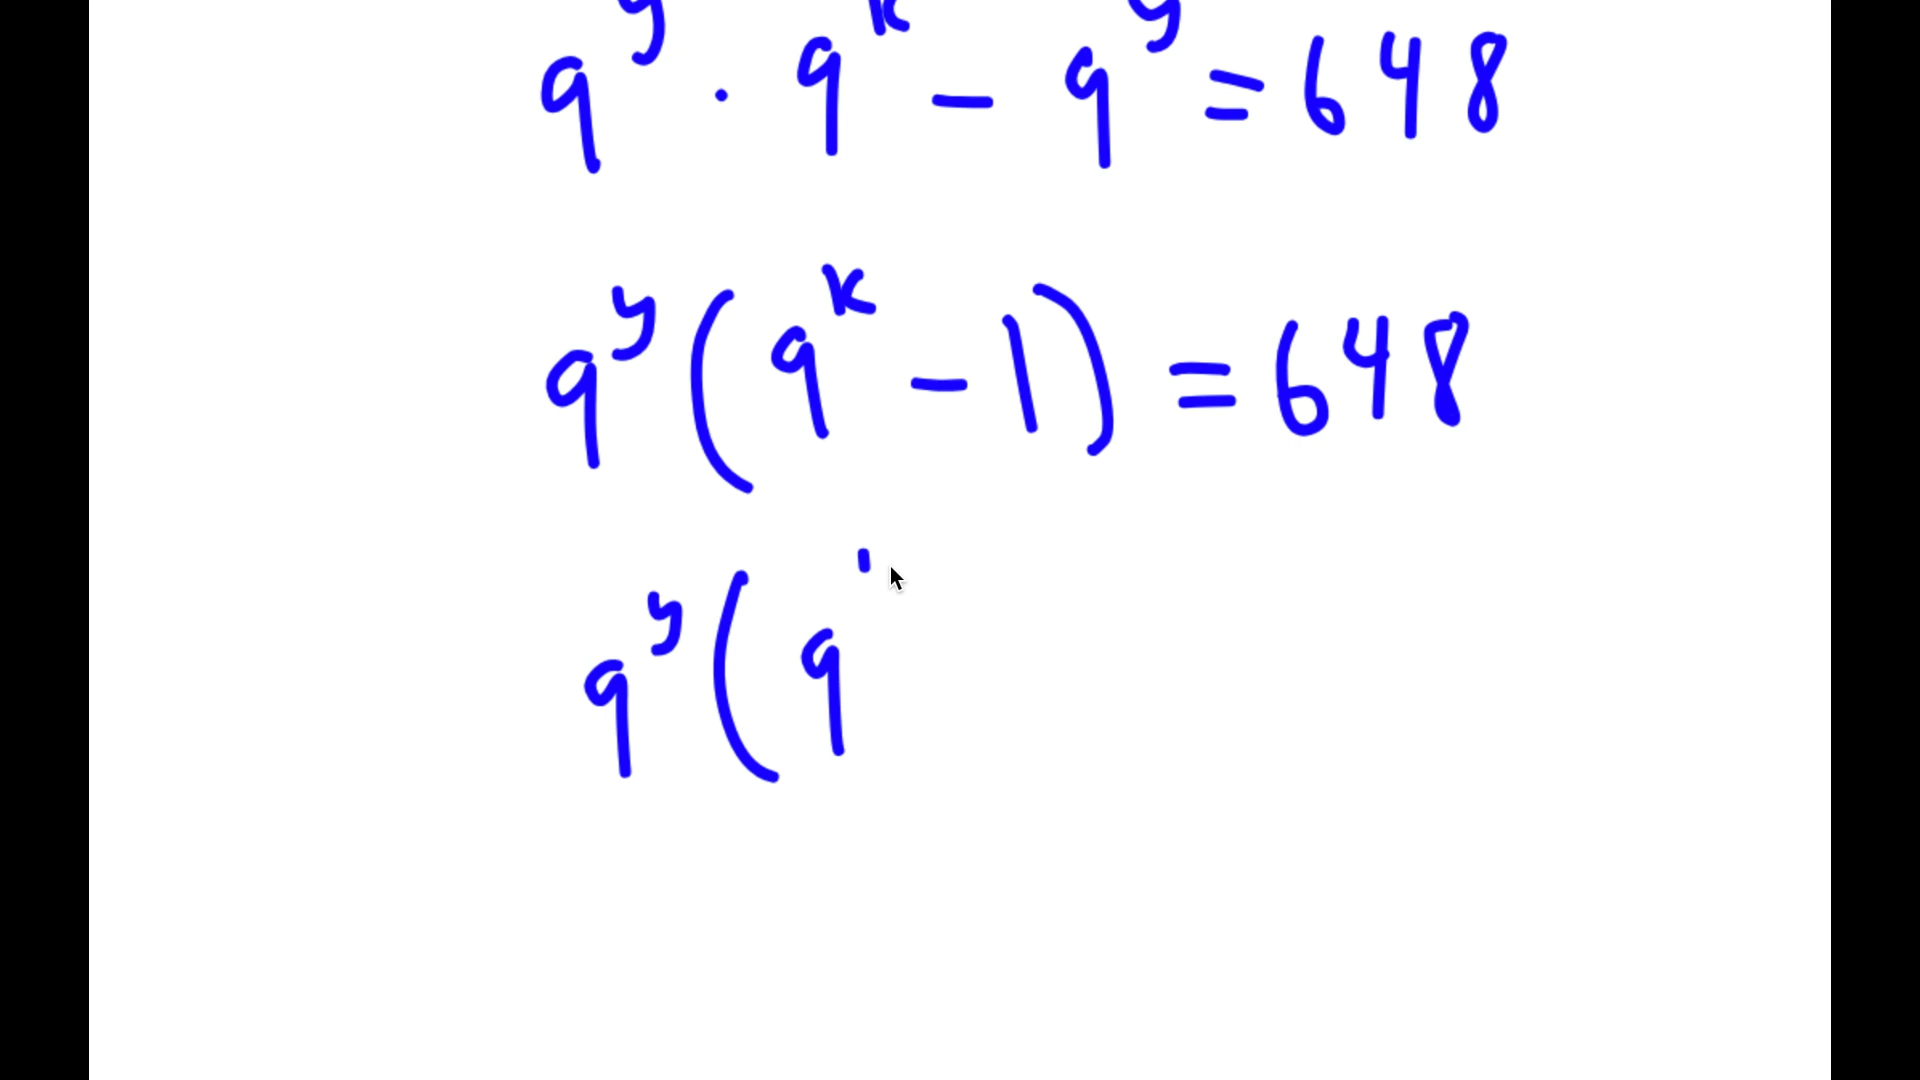 9^y · 9^k - 9^y = 648
9^y (9^k - 1) = 648
9^y ( 9